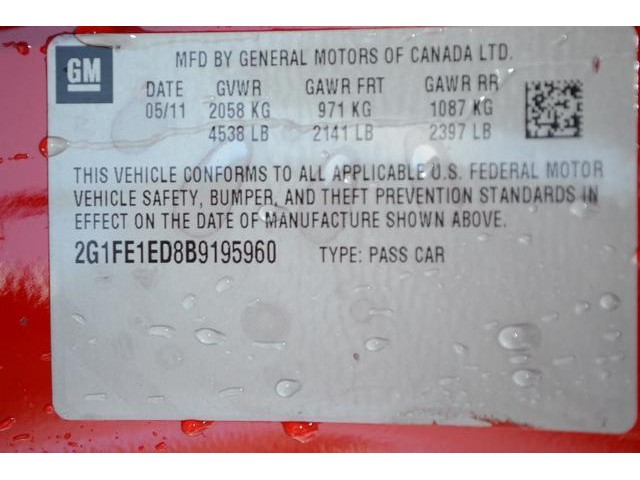 GM
MFD BY GENERAL MOTORS OF CANADA LTD.
DATE GVWR GAWR FRT GAWR RR
05/11 2058 KG 971 KG 1087 KG
4538 LB 2141 LB 2397 LB
THIS VEHICLE CONFORMS TO ALL APPLICABLE U.S. FEDERAL MOTOR
VEHICLE SAFETY, BUMPER, AND THEFT PREVENTION STANDARDS IN
EFFECT ON THE DATE OF MANUFACTURE SHOWN ABOVE.
2G1FE1ED8B9195960 TYPE: PASS CAR